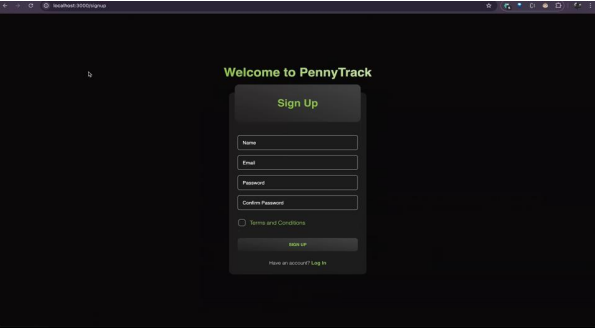 localhost:3000/signup
Welcome to PennyTrack
Sign Up
Name
Email
Password
Confirm Password
Terms and Conditions
SIGN UP
Have an account? Log In